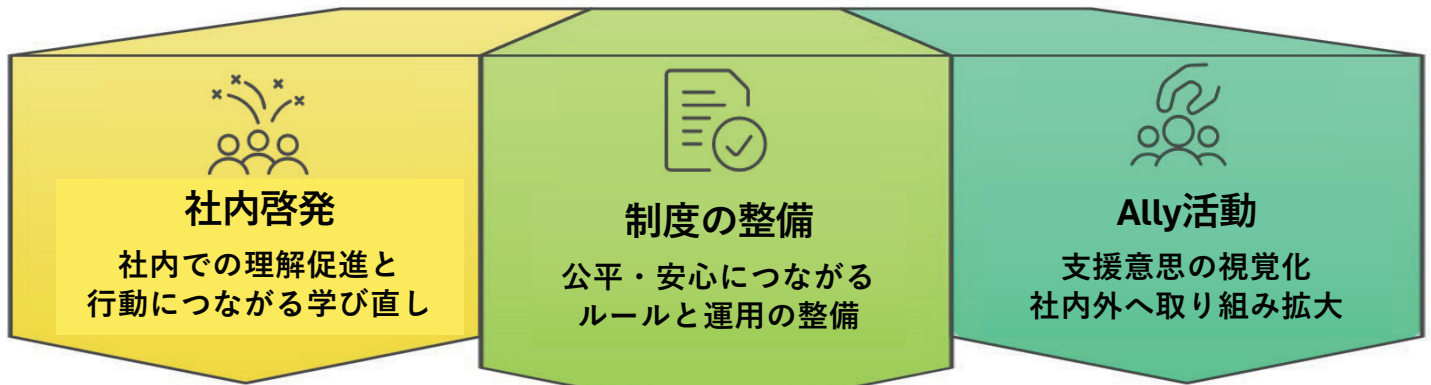 社内啓発
社内での理解促進と
行動につながる学び直し
制度の整備
公平・安心につながる
ルールと運用の整備
Ally活動
支援意思の視覚化
社内外へ取り組み拡大